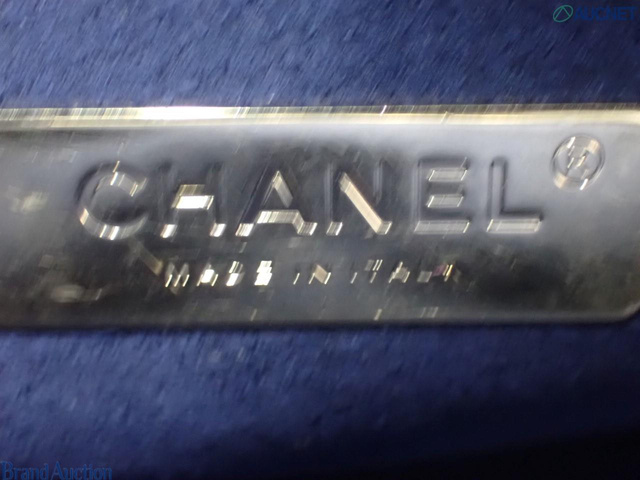 CHANEL ®
MADE IN ITALY
Brand Auction